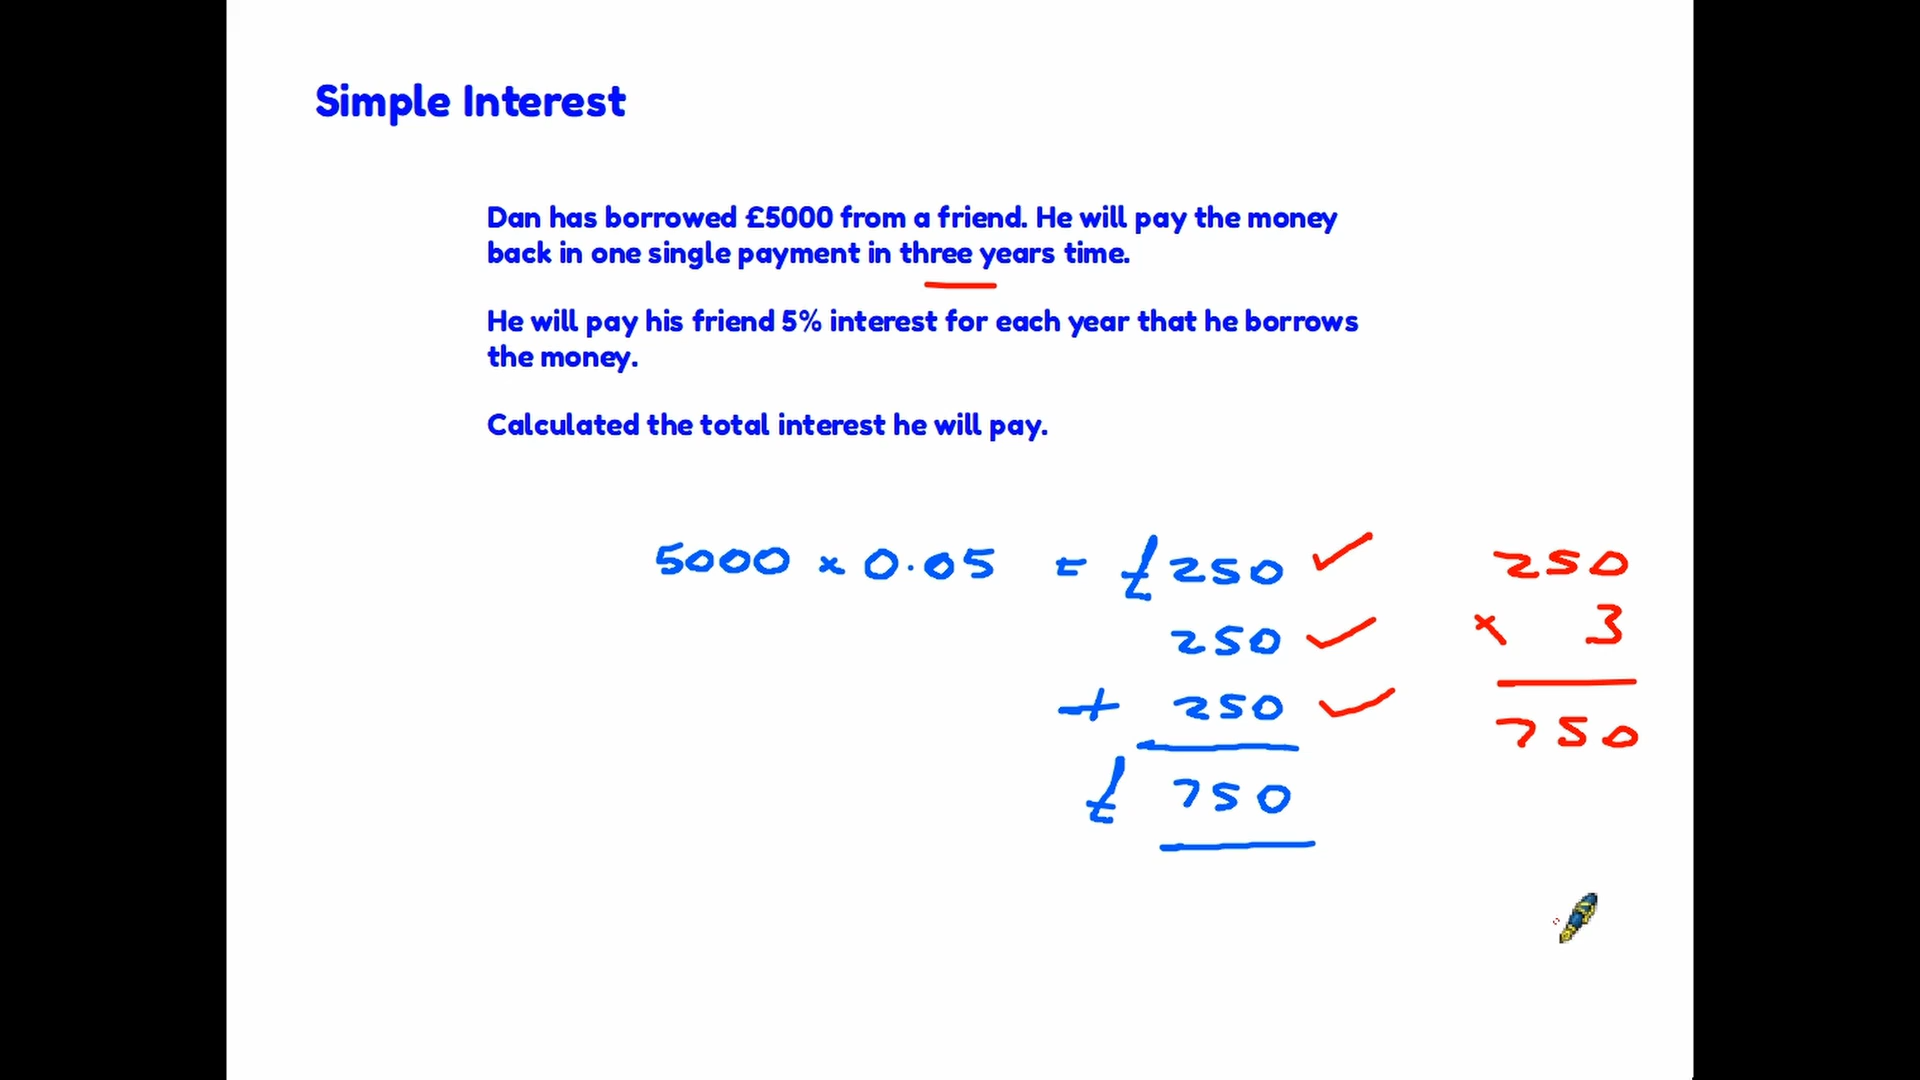 Simple Interest
Dan has borrowed £5000 from a friend. He will pay the money
back in one single payment in three years time.
He will pay his friend 5% interest for each year that he borrows
the money.
Calculated the total interest he will pay.
5000 × 0.05 = £250 ✓
250 ✓
+ 250 ✓
£ 750
250
× 3
750